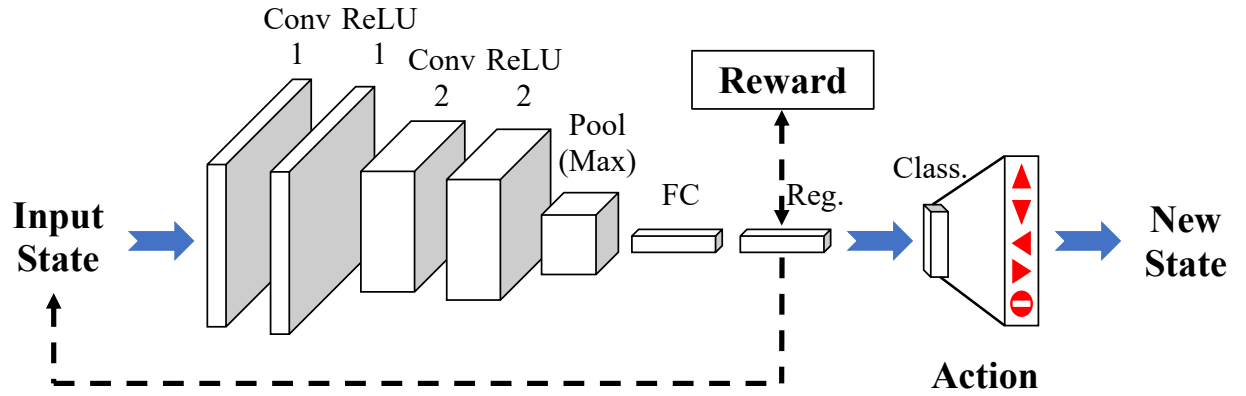 Conv ReLU
1 1
Conv ReLU
2 2
Pool
(Max)
FC
Reward
Reg.
Class.
Input
State
New
State
Action